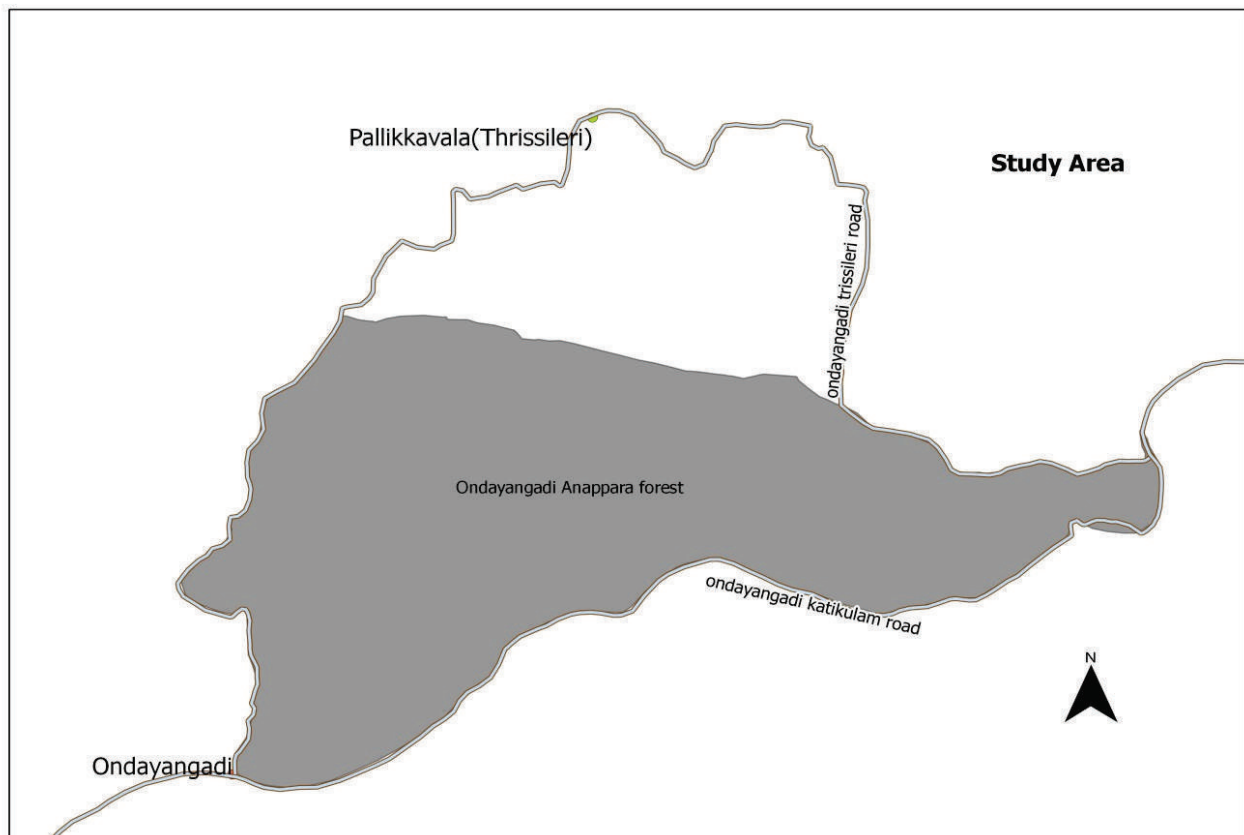 Pallikkavala(Thrissileri)
Study Area
ondayangadi trissileri road
Ondayangadi Anappara forest
ondayangadi katikulam road
N
Ondayangadi